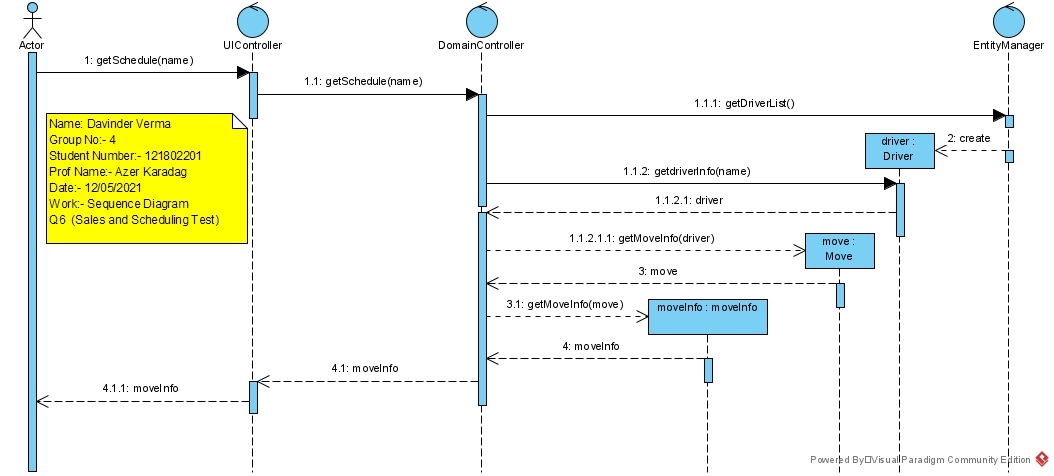 Actor
UIController
DomainController
EntityManager
1: getSchedule(name)
1.1: getSchedule(name)
1.1.1: getDriverList()
Name: Davinder Verma
Group No:- 4
Student Number:- 121802201
Prof Name:- Azer Karadag
Date:- 12/05/2021
Work:- Sequence Diagram
Q6 (Sales and Scheduling Test)
driver :
Driver
2: create
1.1.2: getdriverInfo(name)
1.1.2.1: driver
1.1.2.1.1: getMoveInfo(driver)
move :
Move
3: move
3.1: getMoveInfo(move)
moveInfo : moveInfo
4: moveInfo
4.1: moveInfo
4.1.1: moveInfo
Powered By Visual Paradigm Community Edition